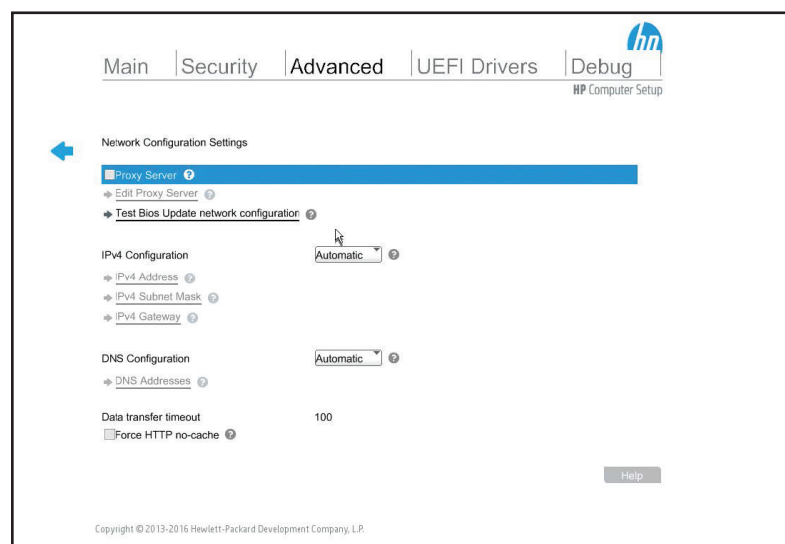 hp
Main Security Advanced UEFI Drivers Debug
HP Computer Setup
Network Configuration Settings
Proxy Server ?
Edit Proxy Server ?
Test Bios Update network configuration ?
IPv4 Configuration Automatic ?
IPv4 Address ?
IPv4 Subnet Mask ?
IPv4 Gateway ?
DNS Configuration Automatic ?
DNS Addresses ?
Data transfer timeout 100
Force HTTP no-cache ?
Help
Copyright © 2013-2016 Hewlett-Packard Development Company, L.P.